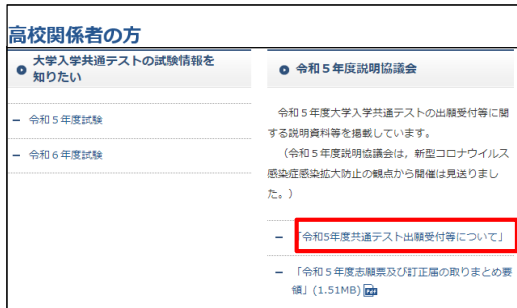 高校関係者の方
大学入学共通テストの試験情報を
知りたい
令和５年度試験
令和６年度試験
令和５年度説明協議会
令和５年度大学入学共通テストの出願受付等に関
する説明資料等を掲載しています。
（令和５年度説明協議会は，新型コロナウイルス
感染症感染拡大防止の観点から開催は見送りまし
た。）
「令和5年度共通テスト出願受付等について」
「令和５年度志願票及び訂正届の取りまとめ要
領」(1.51MB)